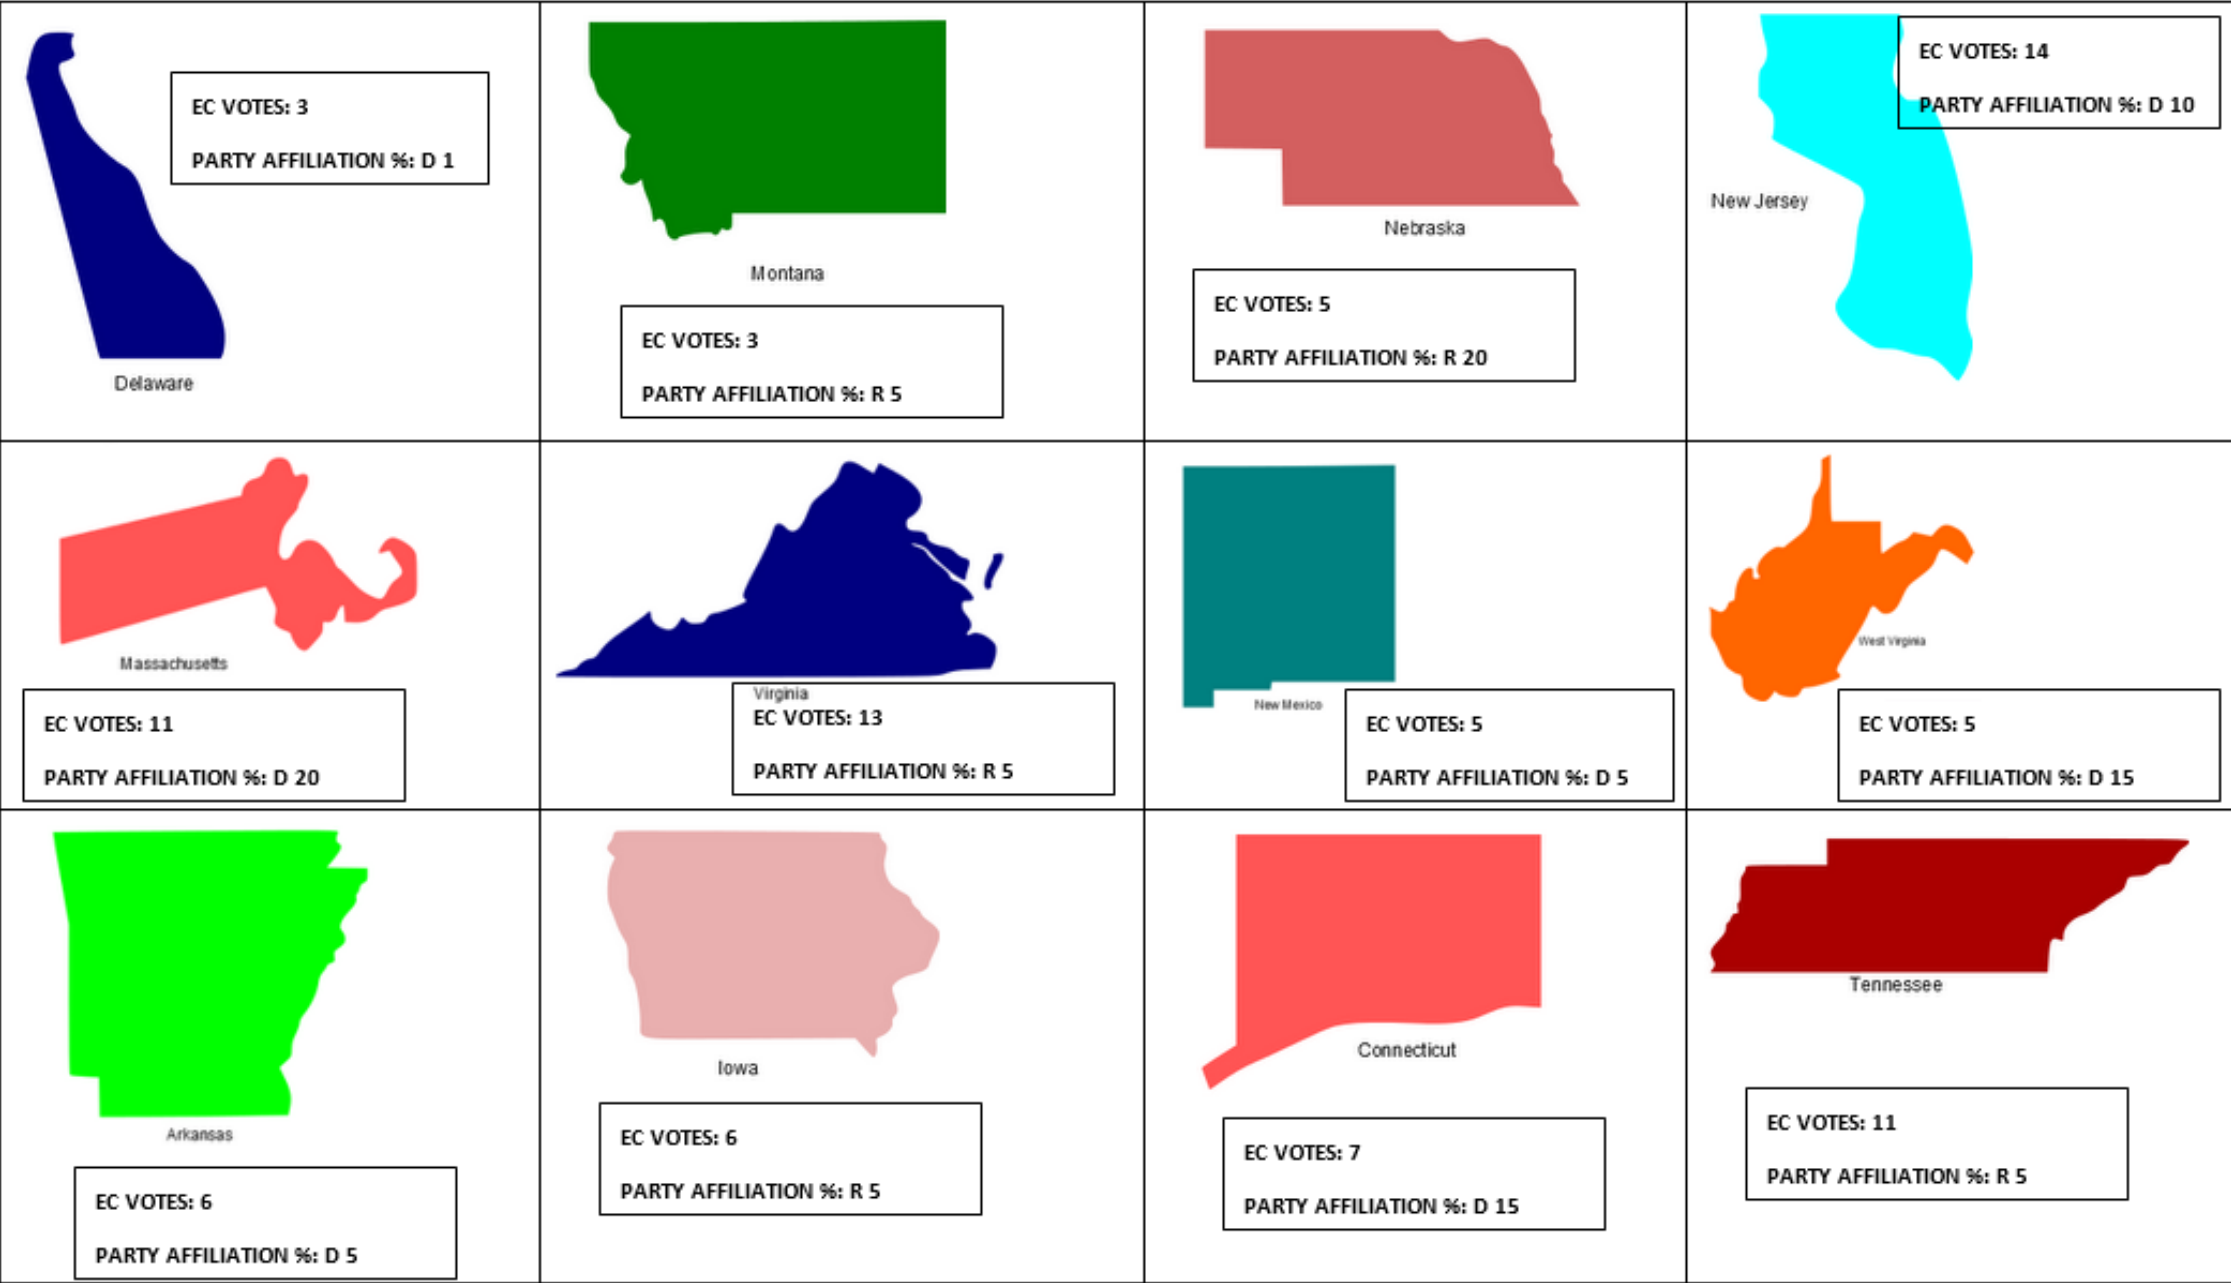 EC VOTES: 3
PARTY AFFILIATION %: D 1
Delaware
Montana
EC VOTES: 3
PARTY AFFILIATION %: R 5
Nebraska
EC VOTES: 5
PARTY AFFILIATION %: R 20
EC VOTES: 14
PARTY AFFILIATION %: D 10
New Jersey
Massachusetts
EC VOTES: 11
PARTY AFFILIATION %: D 20
Virginia
EC VOTES: 13
PARTY AFFILIATION %: R 5
New Mexico
EC VOTES: 5
PARTY AFFILIATION %: D 5
West Virginia
EC VOTES: 5
PARTY AFFILIATION %: D 15
Arkansas
EC VOTES: 6
PARTY AFFILIATION %: D 5
Iowa
EC VOTES: 6
PARTY AFFILIATION %: R 5
Connecticut
EC VOTES: 7
PARTY AFFILIATION %: D 15
Tennessee
EC VOTES: 11
PARTY AFFILIATION %: R 5